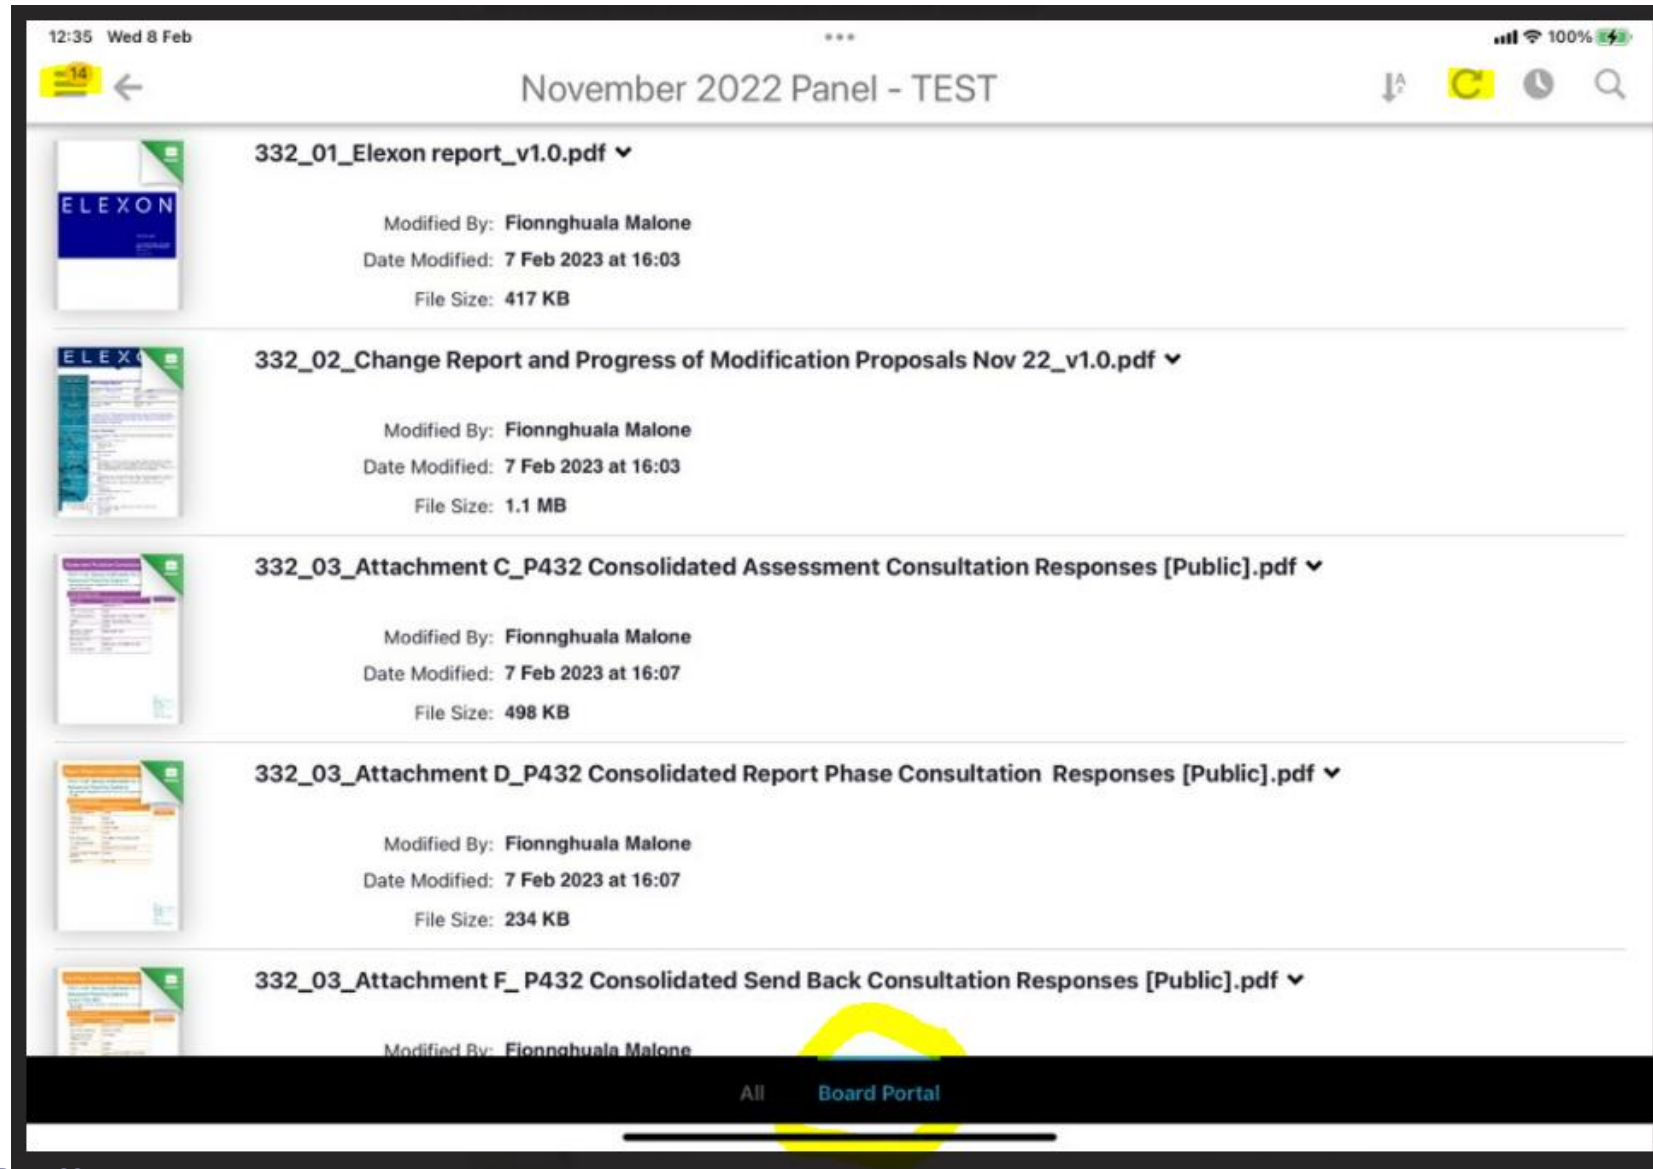 12:35 Wed 8 Feb
100%
14
November 2022 Panel - TEST
332_01_Elexon report_v1.0.pdf
ELEXON
Modified By: Fionnghuala Malone
Date Modified: 7 Feb 2023 at 16:03
File Size: 417 KB
332_02_Change Report and Progress of Modification Proposals Nov 22_v1.0.pdf
Modified By: Fionnghuala Malone
Date Modified: 7 Feb 2023 at 16:03
File Size: 1.1 MB
332_03_Attachment C_P432 Consolidated Assessment Consultation Responses [Public].pdf
Modified By: Fionnghuala Malone
Date Modified: 7 Feb 2023 at 16:07
File Size: 498 KB
332_03_Attachment D_P432 Consolidated Report Phase Consultation Responses [Public].pdf
Modified By: Fionnghuala Malone
Date Modified: 7 Feb 2023 at 16:07
File Size: 234 KB
332_03_Attachment F_ P432 Consolidated Send Back Consultation Responses [Public].pdf
Modified By: Fionnghuala Malone
All Board Portal